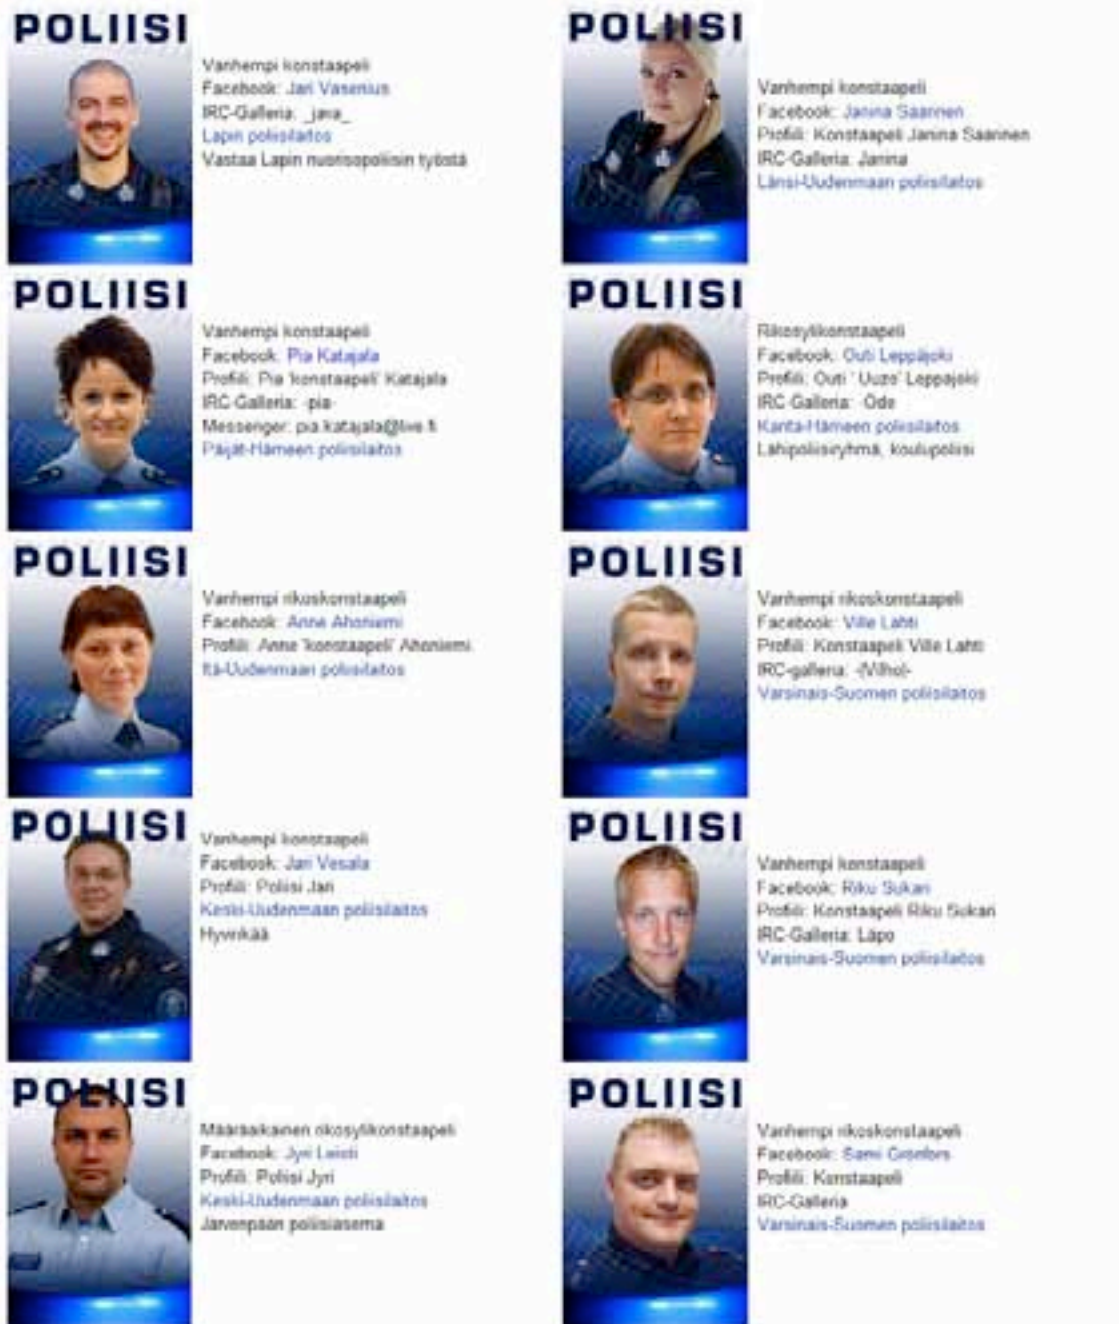 POLIISI
Vanhempi konstaapeli
Facebook: Jari Vasenius
IRC-Galleria: _java_
Lapin poliisilaitos
Vastaa Lapin nuorisopoliisin työstä
POLIISI
Vanhempi konstaapeli
Facebook: Janina Saarinen
Profiili: Konstaapeli Janina Saarinen
IRC-Galleria: Janina
Länsi-Uudenmaan poliisilaitos
POLIISI
Vanhempi konstaapeli
Facebook: Pia Katajala
Profiili: Pia 'konstaapeli' Katajala
IRC-Galleria: -pia-
Messenger: pia.katajala@live.fi
Päijät-Hämeen poliisilaitos
POLIISI
Rikosylikonstaapeli
Facebook: Outi Leppäjoki
Profiili: Outi 'Uuzo' Leppäjoki
IRC-Galleria: -Ode
Kanta-Hämeen poliisilaitos
Lähipoliisiryhmä, koulupoliisi
POLIISI
Vanhempi rikoskonstaapeli
Facebook: Anne Ahoniemi
Profiili: Anne 'konstaapeli' Ahoniemi
Itä-Uudenmaan poliisilaitos
POLIISI
Vanhempi rikoskonstaapeli
Facebook: Ville Lahti
Profiili: Konstaapeli Ville Lahti
IRC-galleria: -(Vilho)-
Varsinais-Suomen poliisilaitos
POLIISI
Vanhempi konstaapeli
Facebook: Jari Vesala
Profiili: Poliisi Jari
Keski-Uudenmaan poliisilaitos
Hyvinkää
POLIISI
Vanhempi konstaapeli
Facebook: Riku Sukari
Profiili: Konstaapeli Riku Sukari
IRC-Galleria: Läpo
Varsinais-Suomen poliisilaitos
POLIISI
Määräaikainen rikosylikonstaapeli
Facebook: Jyri Leisti
Profiili: Poliisi Jyri
Keski-Uudenmaan poliisilaitos
Järvenpään poliisiasema
POLIISI
Vanhempi rikoskonstaapeli
Facebook: Sami Grönfors
Profiili: Konstaapeli
IRC-Galleria
Varsinais-Suomen poliisilaitos